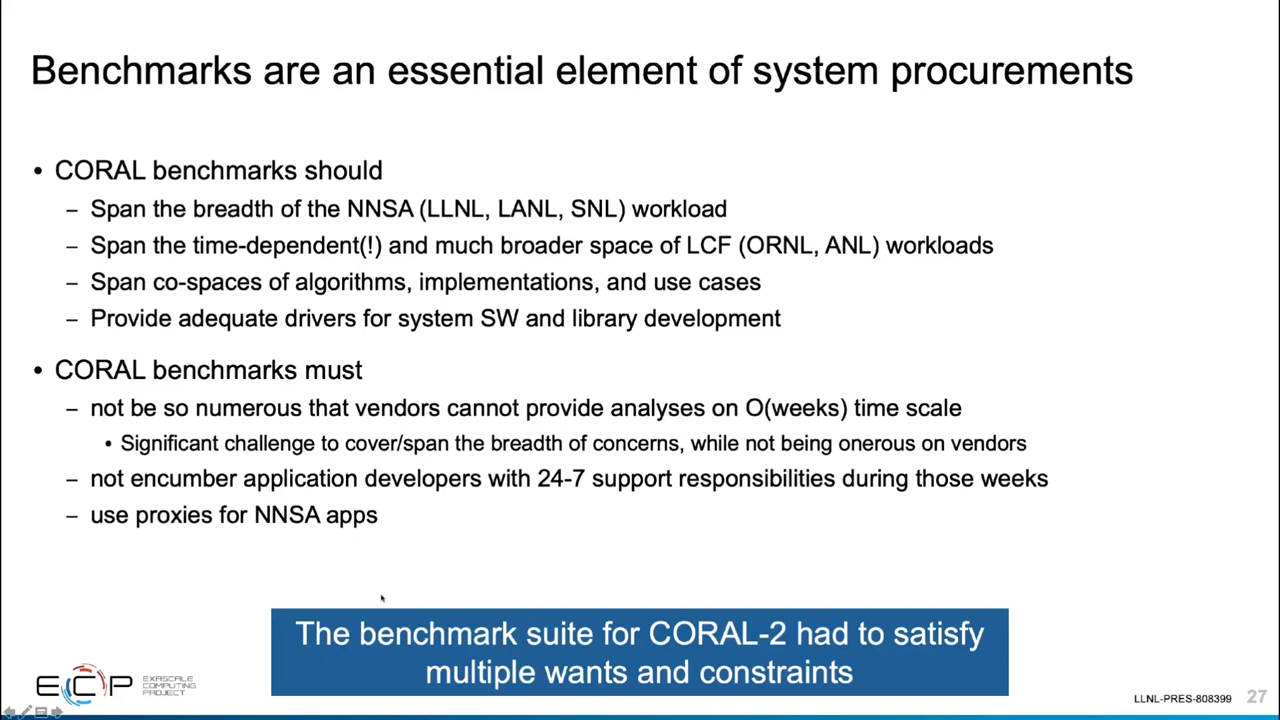 Benchmarks are an essential element of system procurements
• CORAL benchmarks should
– Span the breadth of the NNSA (LLNL, LANL, SNL) workload
– Span the time-dependent(!) and much broader space of LCF (ORNL, ANL) workloads
– Span co-spaces of algorithms, implementations, and use cases
– Provide adequate drivers for system SW and library development
• CORAL benchmarks must
– not be so numerous that vendors cannot provide analyses on O(weeks) time scale
• Significant challenge to cover/span the breadth of concerns, while not being onerous on vendors
– not encumber application developers with 24-7 support responsibilities during those weeks
– use proxies for NNSA apps
The benchmark suite for CORAL-2 had to satisfy
multiple wants and constraints
ECP
EXASCALE
COMPUTING
PROJECT
LLNL-PRES-808399
27